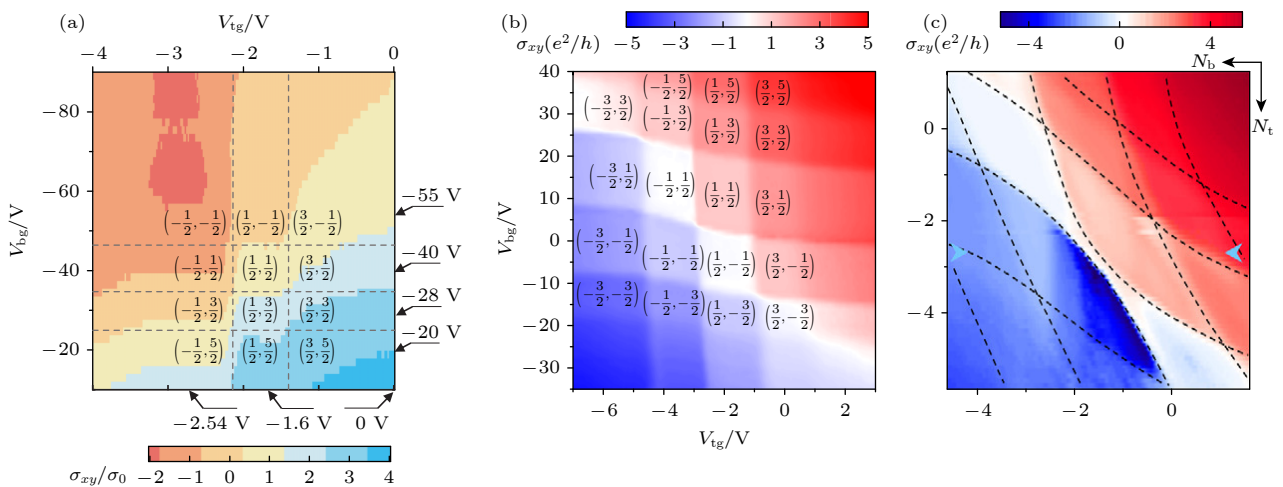 (a)
V_tg/V
−4 −3 −2 −1 0
V_bg/V
−80
−60
−40
−20
(−1/2, −1/2) (1/2, −1/2) (3/2, −1/2)
(−1/2, 1/2) (1/2, 1/2) (3/2, 1/2)
(−1/2, 3/2) (1/2, 3/2) (3/2, 3/2)
(−1/2, 5/2) (1/2, 5/2) (3/2, 5/2)
−55 V
−40 V
−28 V
−20 V
−2.54 V −1.6 V 0 V
σ_xy/σ_0 −2 −1 0 1 2 3 4
(b)
σ_xy(e²/h) −5 −3 −1 1 3 5
V_bg/V
40
30
20
10
0
−10
−20
−30
(−1/2, 5/2) (1/2, 5/2) (3/2, 5/2)
(−3/2, 3/2) (−1/2, 3/2) (1/2, 3/2) (3/2, 3/2)
(−3/2, 1/2) (−1/2, 1/2) (1/2, 1/2) (3/2, 1/2)
(−3/2, −1/2) (−1/2, −1/2) (1/2, −1/2) (3/2, −1/2)
(−3/2, −3/2) (−1/2, −3/2) (1/2, −3/2) (3/2, −3/2)
−6 −4 −2 0 2
V_tg/V
(c)
σ_xy(e²/h) −4 0 4
N_b
N_t
0
−2
−4
−4 −2 0